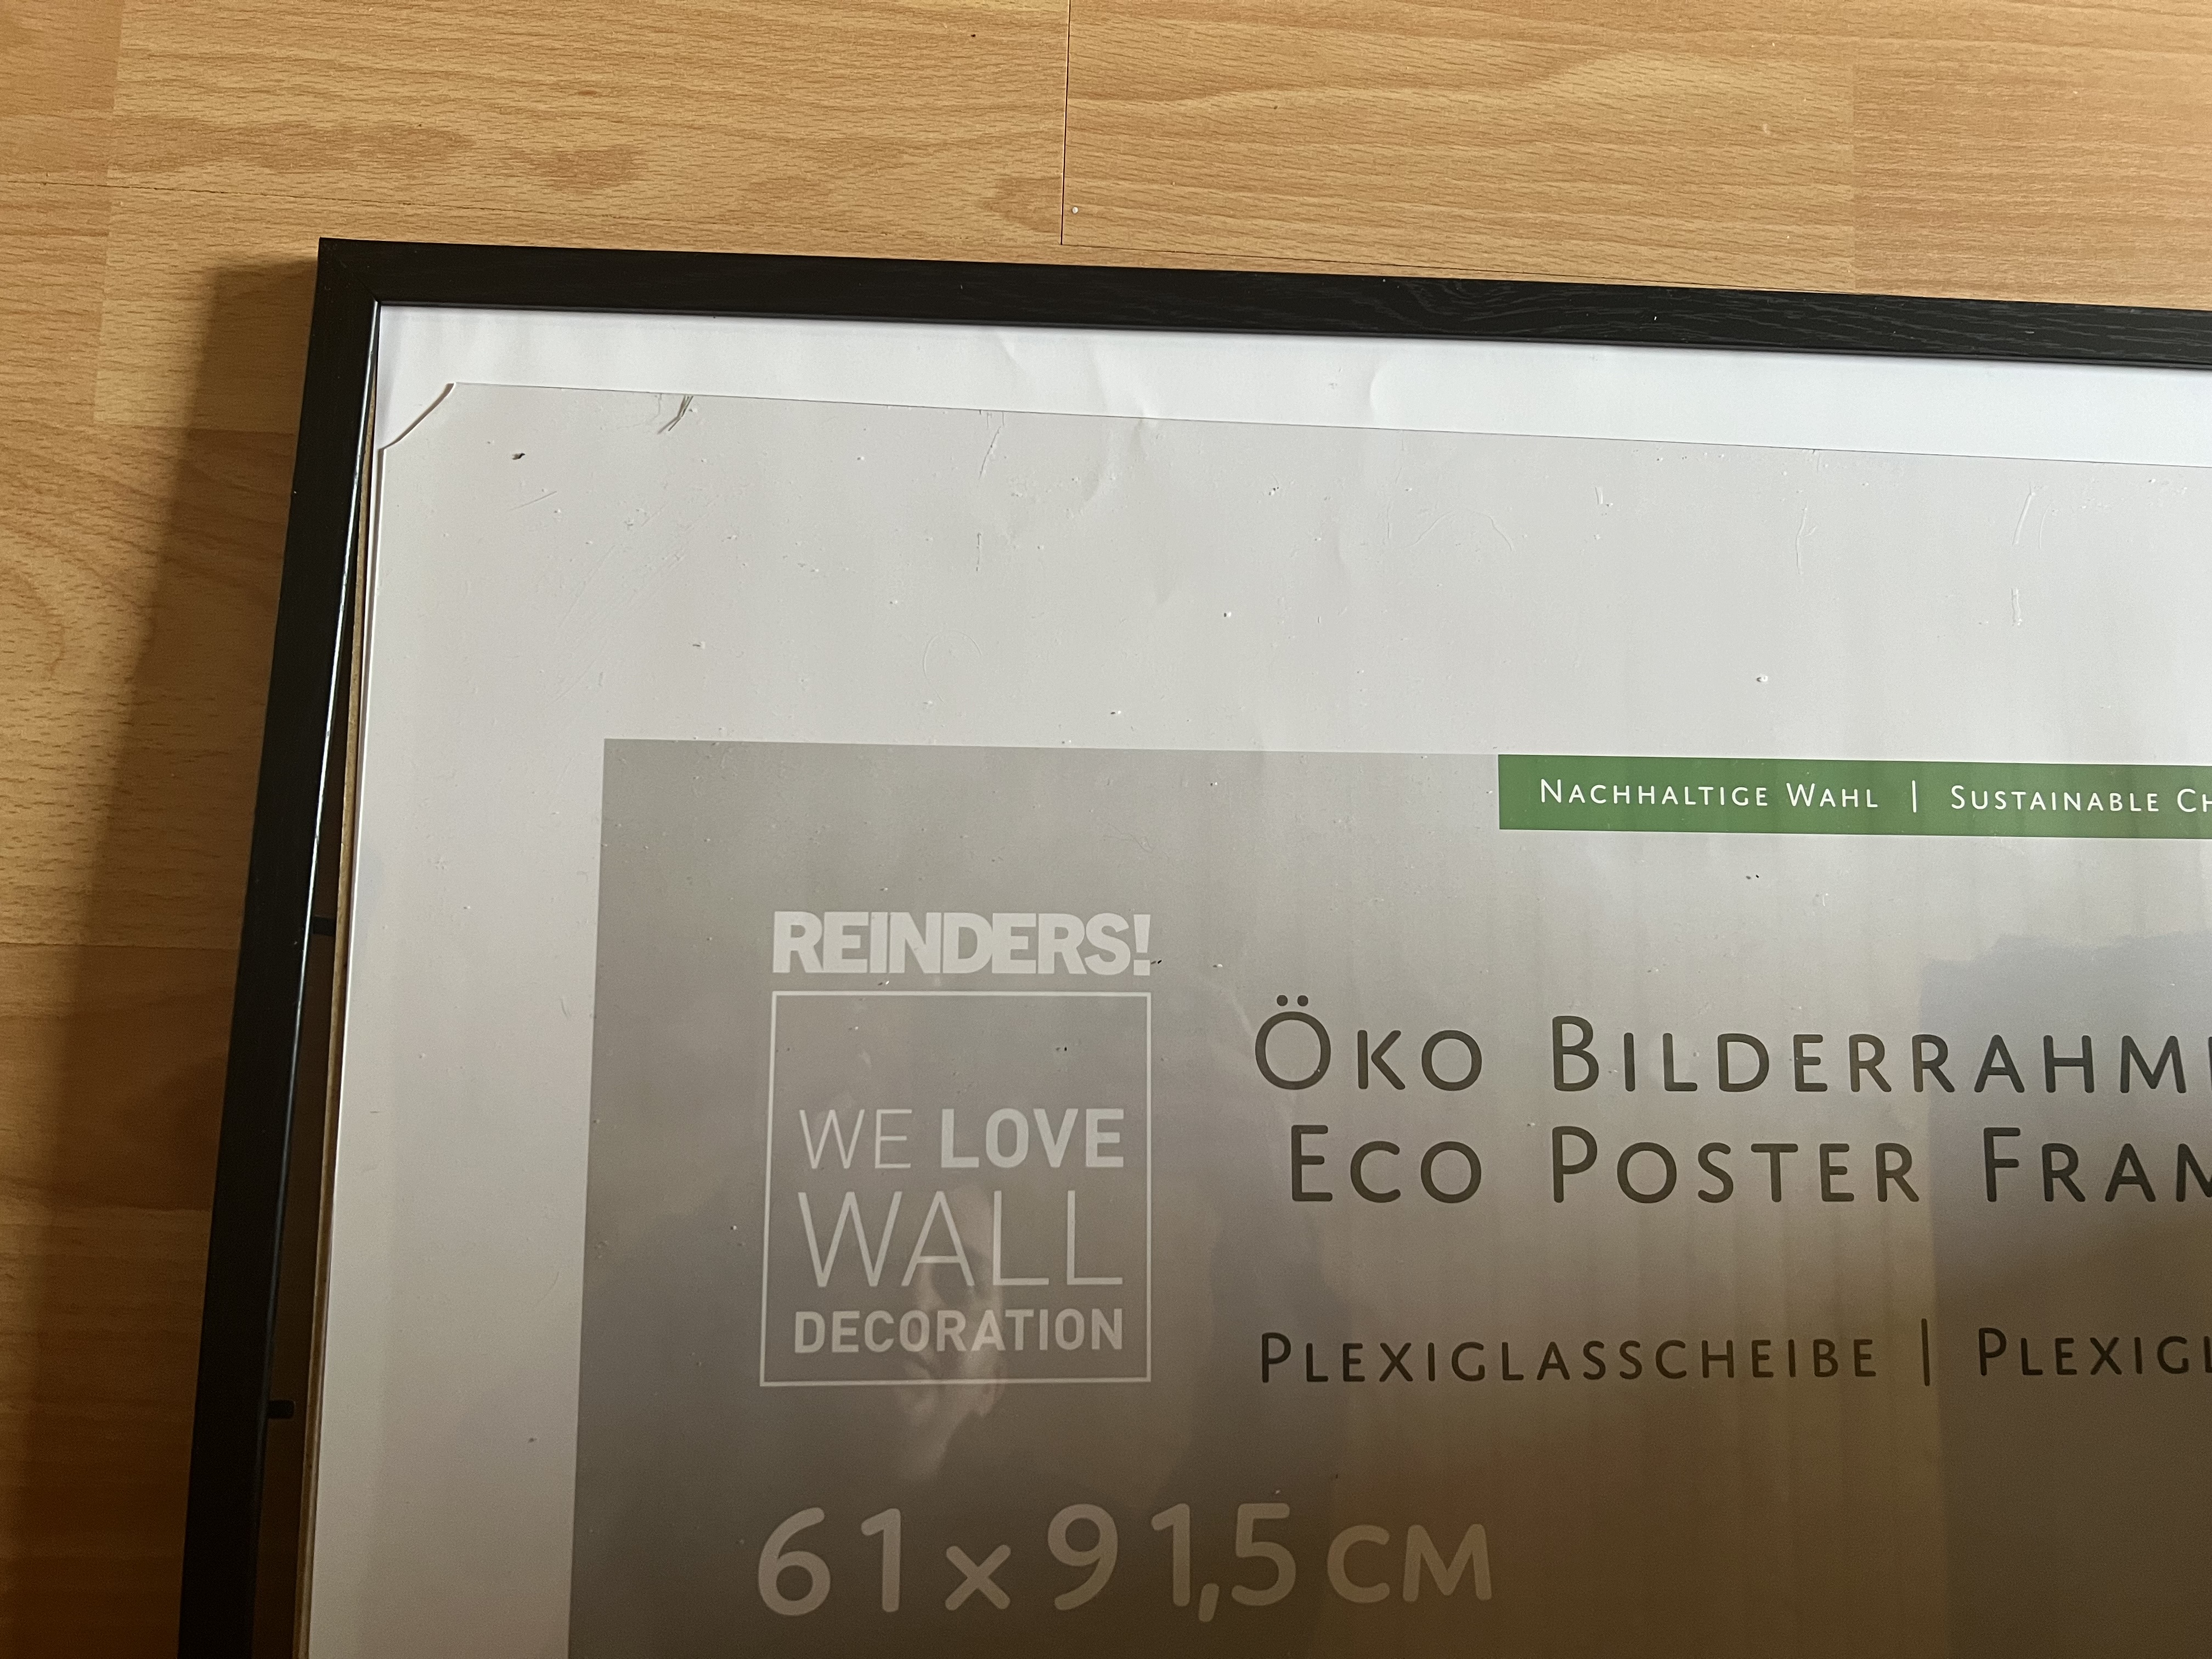 NACHHALTIGE WAHL | SUSTAINABLE
REINDERS!
WE LOVE
WALL
DECORATION
ÖKO
ECO POSTER
PLEXIGLASSCHEIBE |
61 x 91,5 CM